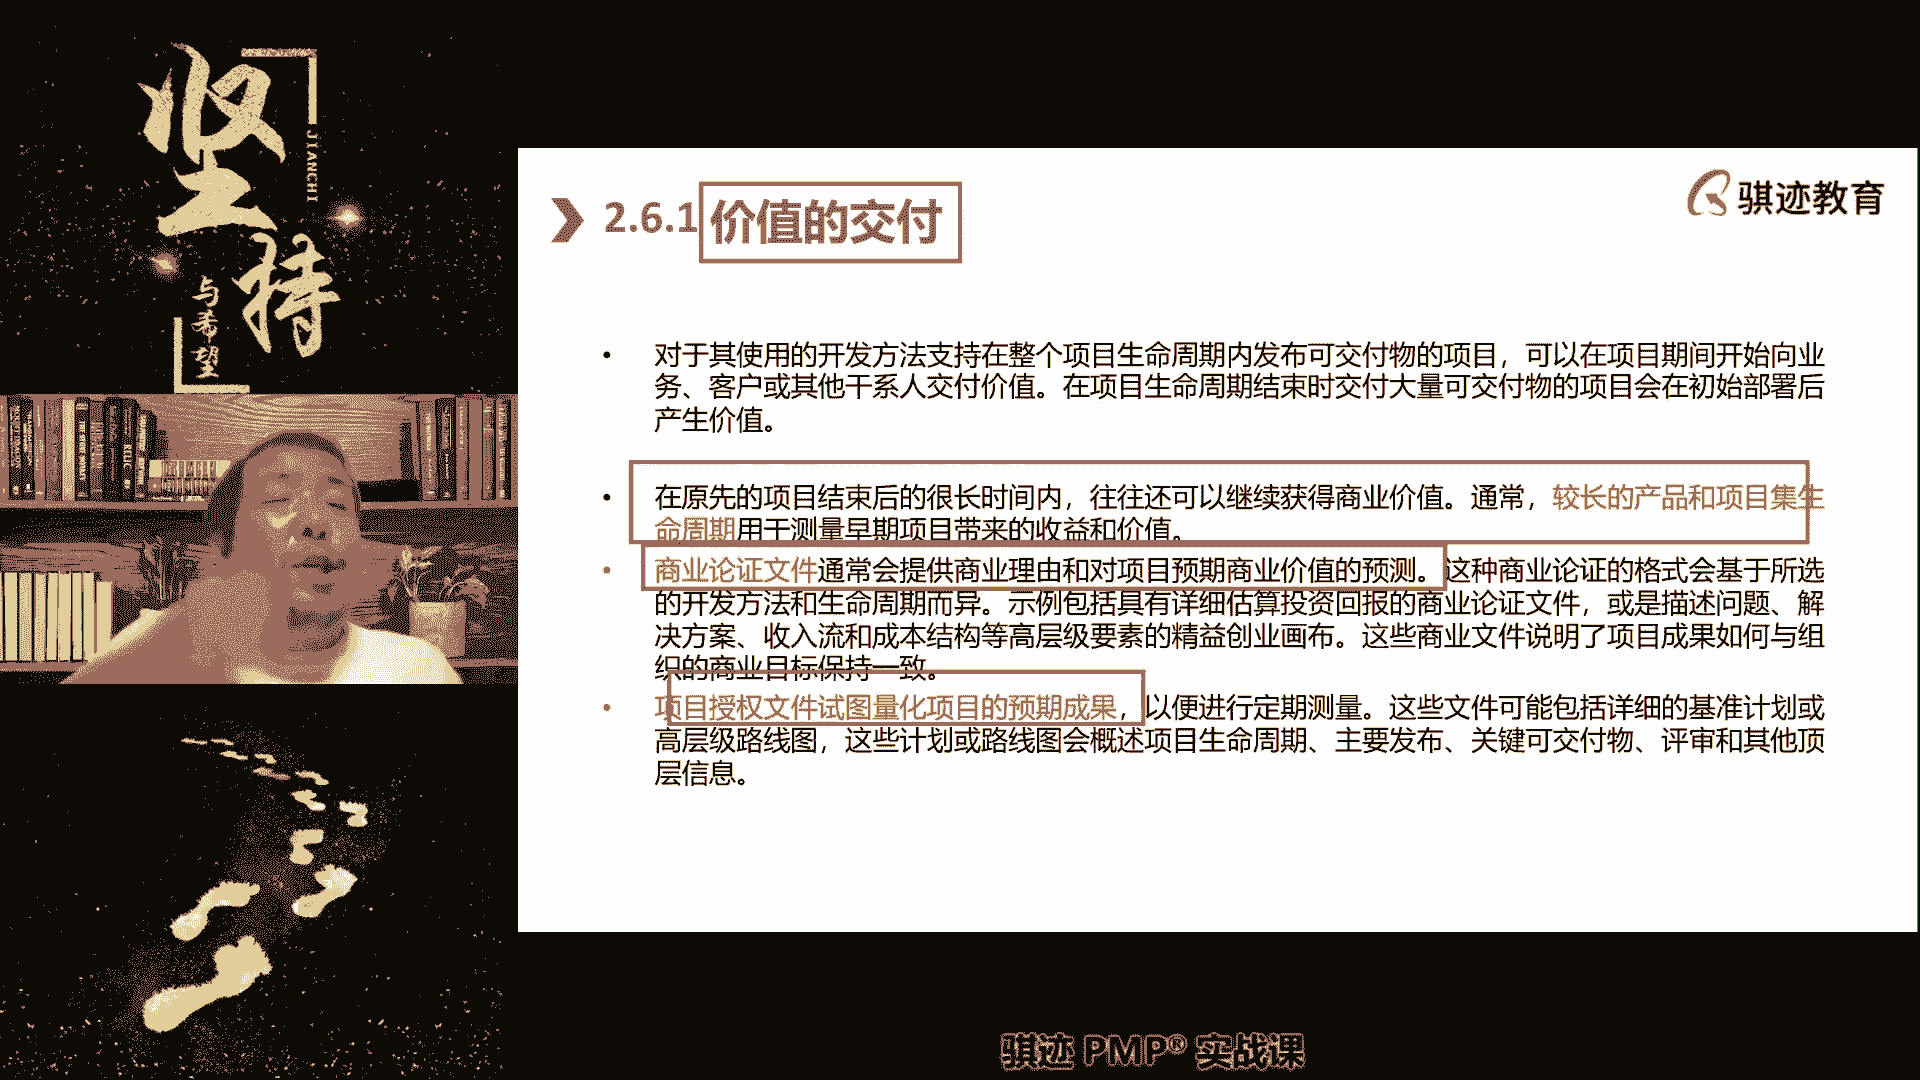 坚持
JIANCHI
与希望
骐迹教育
2.6.1价值的交付
• 对于其使用的开发方法支持在整个项目生命周期内发布可交付物的项目，可以在项目期间开始向业
务、客户或其他干系人交付价值。在项目生命周期结束时交付大量可交付物的项目会在初始部署后
产生价值。
• 在原先的项目结束后的很长时间内，往往还可以继续获得商业价值。通常，较长的产品和项目集生
命周期用于测量早期项目带来的收益和价值。
• 商业论证文件通常会提供商业理由和对项目预期商业价值的预测。这种商业论证的格式会基于所选
的开发方法和生命周期而异。示例包括具有详细估算投资回报的商业论证文件，或是描述问题、解
决方案、收入流和成本结构等高层级要素的精益创业画布。这些商业文件说明了项目成果如何与组
织的商业目标保持一致。
• 项目授权文件试图量化项目的预期成果，以便进行定期测量。这些文件可能包括详细的基准计划或
高层级路线图，这些计划或路线图会概述项目生命周期、主要发布、关键可交付物、评审和其他顶
层信息。
骐迹 PMP® 实战课